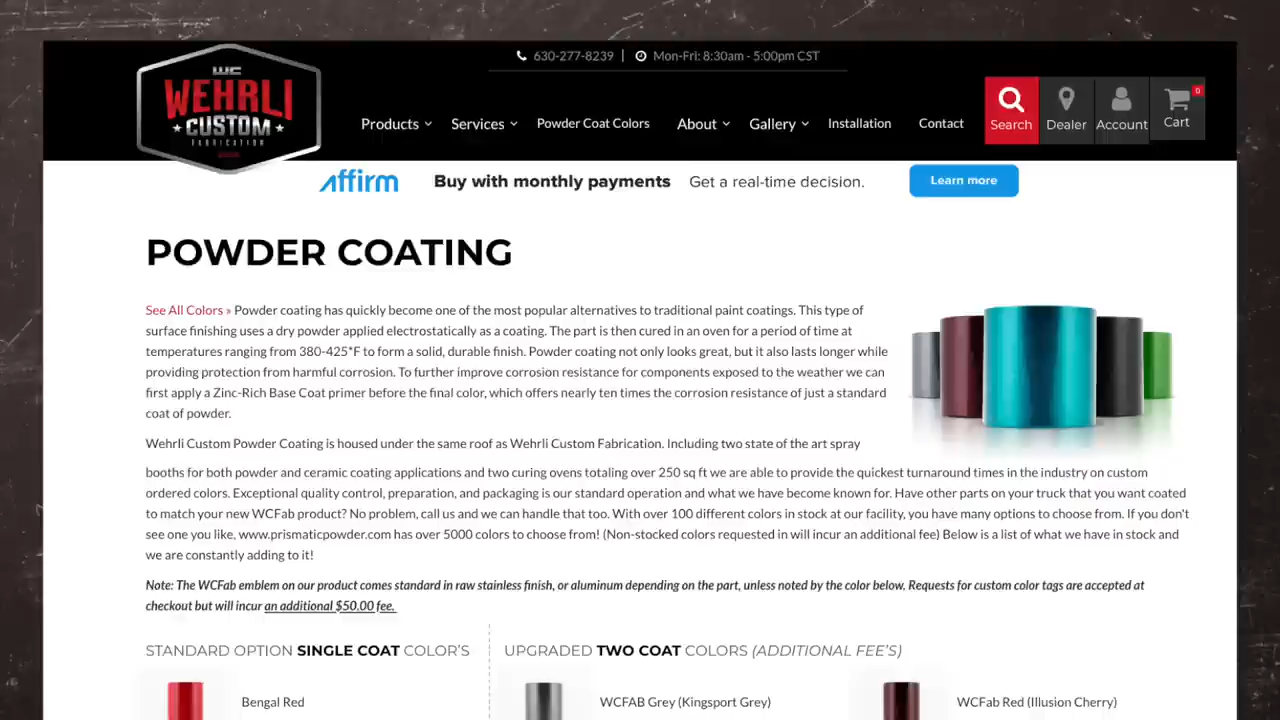 630-277-8239 | Mon-Fri: 8:30am - 5:00pm CST
WC
WEHRLI
CUSTOM
FABRICATION
Products Services Powder Coat Colors About Gallery Installation Contact
Search Dealer Account Cart 0
affirm Buy with monthly payments Get a real-time decision. Learn more
POWDER COATING
See All Colors » Powder coating has quickly become one of the most popular alternatives to traditional paint coatings. This type of
surface finishing uses a dry powder applied electrostatically as a coating. The part is then cured in an oven for a period of time at
temperatures ranging from 380-425°F to form a solid, durable finish. Powder coating not only looks great, but it also lasts longer while
providing protection from harmful corrosion. To further improve corrosion resistance for components exposed to the weather we can
first apply a Zinc-Rich Base Coat primer before the final color, which offers nearly ten times the corrosion resistance of just a standard
coat of powder.
Wehrli Custom Powder Coating is housed under the same roof as Wehrli Custom Fabrication. Including two state of the art spray
booths for both powder and ceramic coating applications and two curing ovens totaling over 250 sq ft we are able to provide the quickest turnaround times in the industry on custom
ordered colors. Exceptional quality control, preparation, and packaging is our standard operation and what we have become known for. Have other parts on your truck that you want coated
to match your new WCFab product? No problem, call us and we can handle that too. With over 100 different colors in stock at our facility, you have many options to choose from. If you don't
see one you like, www.prismaticpowder.com has over 5000 colors to choose from! (Non-stocked colors requested in will incur an additional fee) Below is a list of what we have in stock and
we are constantly adding to it!
Note: The WCFab emblem on our product comes standard in raw stainless finish, or aluminum depending on the part, unless noted by the color below. Requests for custom color tags are accepted at
checkout but will incur an additional $50.00 fee.
STANDARD OPTION SINGLE COAT COLOR'S
UPGRADED TWO COAT COLORS (ADDITIONAL FEE'S)
Bengal Red
WCFAB Grey (Kingsport Grey)
WCFab Red (Illusion Cherry)